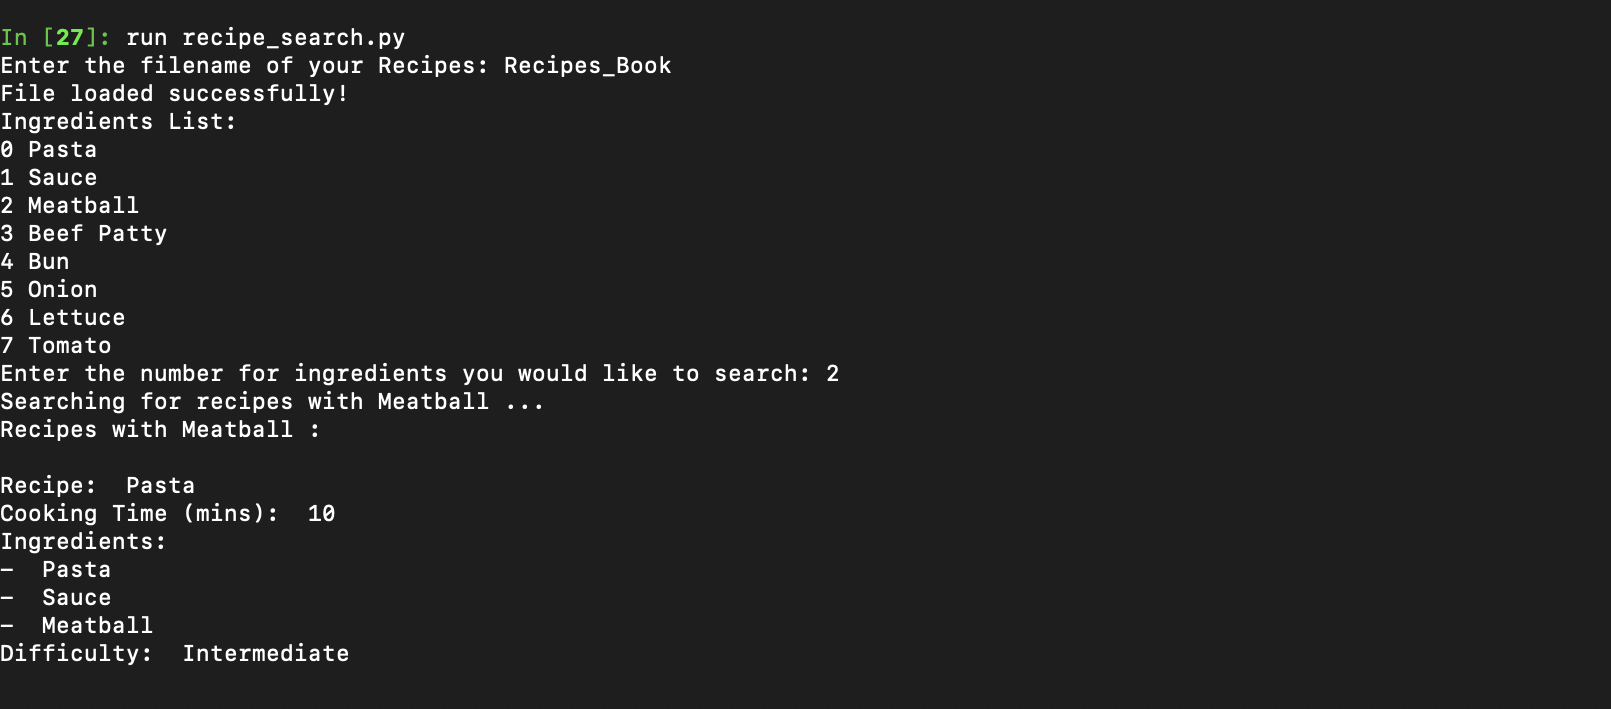 In [27]: run recipe_search.py
Enter the filename of your Recipes: Recipes_Book
File loaded successfully!
Ingredients List:
0 Pasta
1 Sauce
2 Meatball
3 Beef Patty
4 Bun
5 Onion
6 Lettuce
7 Tomato
Enter the number for ingredients you would like to search: 2
Searching for recipes with Meatball ...
Recipes with Meatball :

Recipe:  Pasta
Cooking Time (mins):  10
Ingredients:
–  Pasta
–  Sauce
–  Meatball
Difficulty:  Intermediate